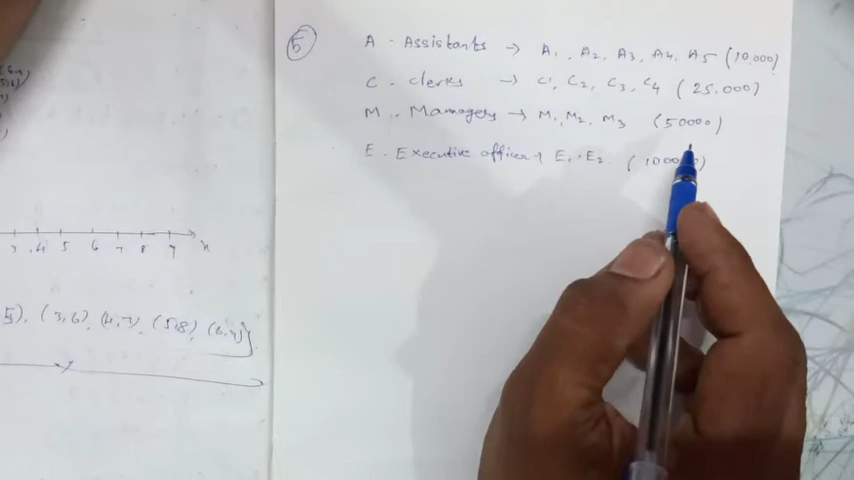 5
A - Assistants → A1, A2, A3, A4, A5 (10,000)
C - clerks → C1, C2, C3, C4 (25,000)
M - Mamagers → M1, M2, M3 (50000)
E - Executive officer → E1, E2. (1000
3 4 5 6 7 8 9 x
(3,6), (4,7), (5,8), (6,9)}